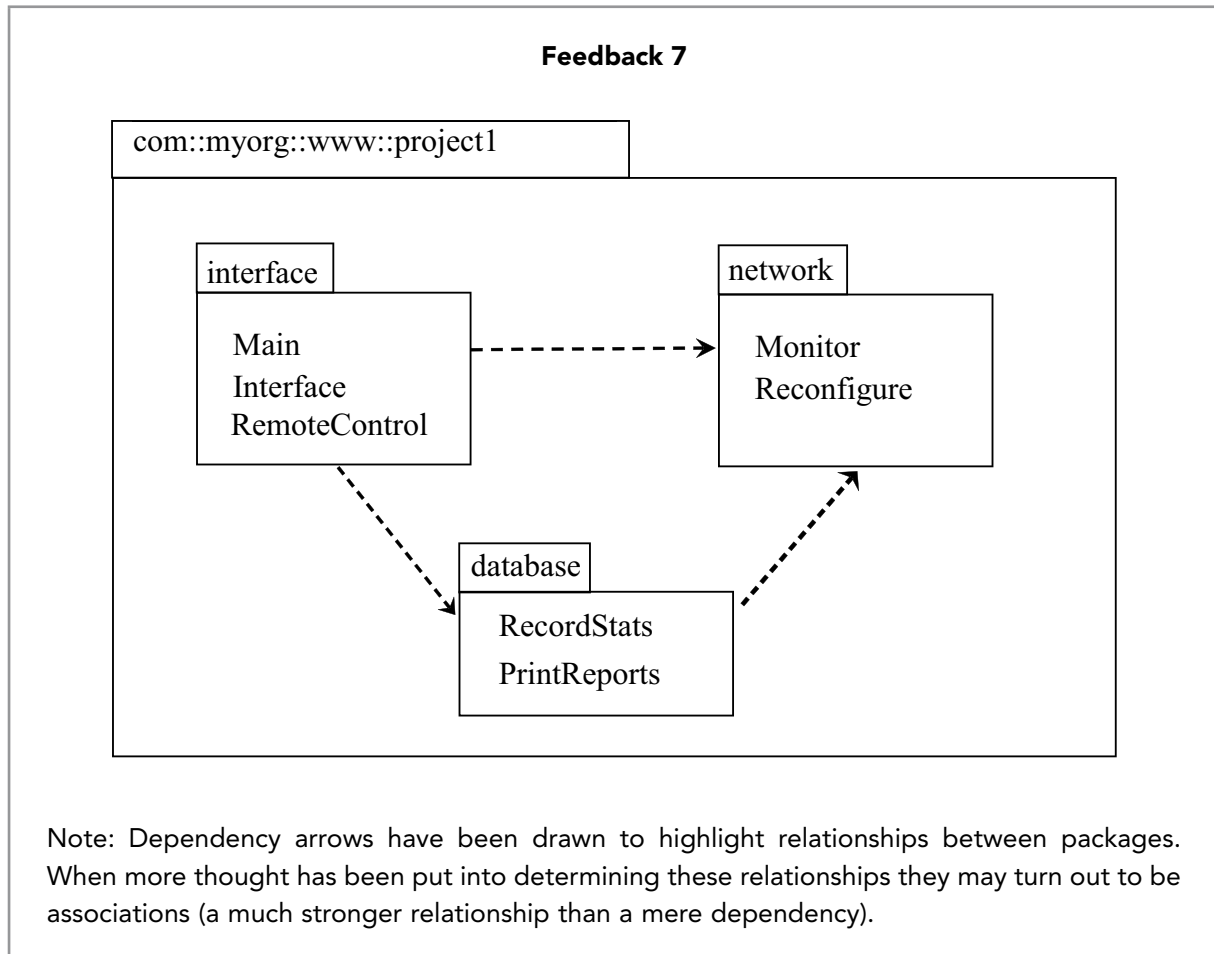 Feedback 7
com::myorg::www::project1
interface
Main
Interface
RemoteControl
network
Monitor
Reconfigure
database
RecordStats
PrintReports
Note: Dependency arrows have been drawn to highlight relationships between packages.
When more thought has been put into determining these relationships they may turn out to be
associations (a much stronger relationship than a mere dependency).